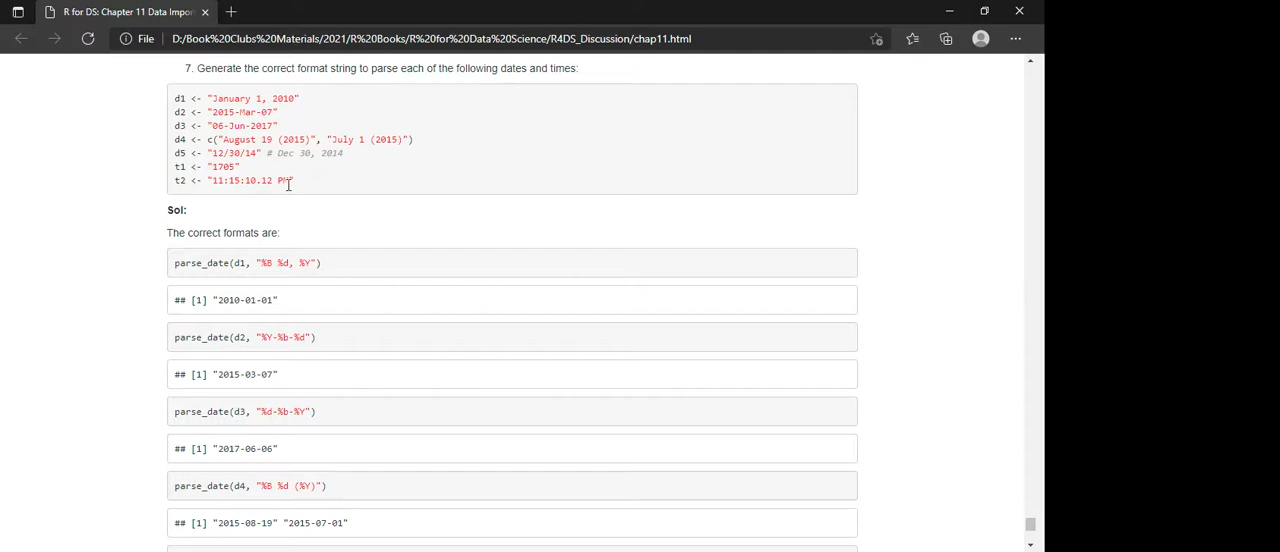 R for DS: Chapter 11 Data Impor
File
D:/Book%20Clubs%20Materials/2021/R%20Books/R%20for%20Data%20Science/R4DS_Discussion/chap11.html
7. Generate the correct format string to parse each of the following dates and times:
d1 <- "January 1, 2010"
d2 <- "2015-Mar-07"
d3 <- "06-Jun-2017"
d4 <- c("August 19 (2015)", "July 1 (2015)")
d5 <- "12/30/14" # Dec 30, 2014
t1 <- "1705"
t2 <- "11:15:10.12 PM"
Sol:
The correct formats are:
parse_date(d1, "%B %d, %Y")
## [1] "2010-01-01"
parse_date(d2, "%Y-%b-%d")
## [1] "2015-03-07"
parse_date(d3, "%d-%b-%Y")
## [1] "2017-06-06"
parse_date(d4, "%B %d (%Y)")
## [1] "2015-08-19" "2015-07-01"